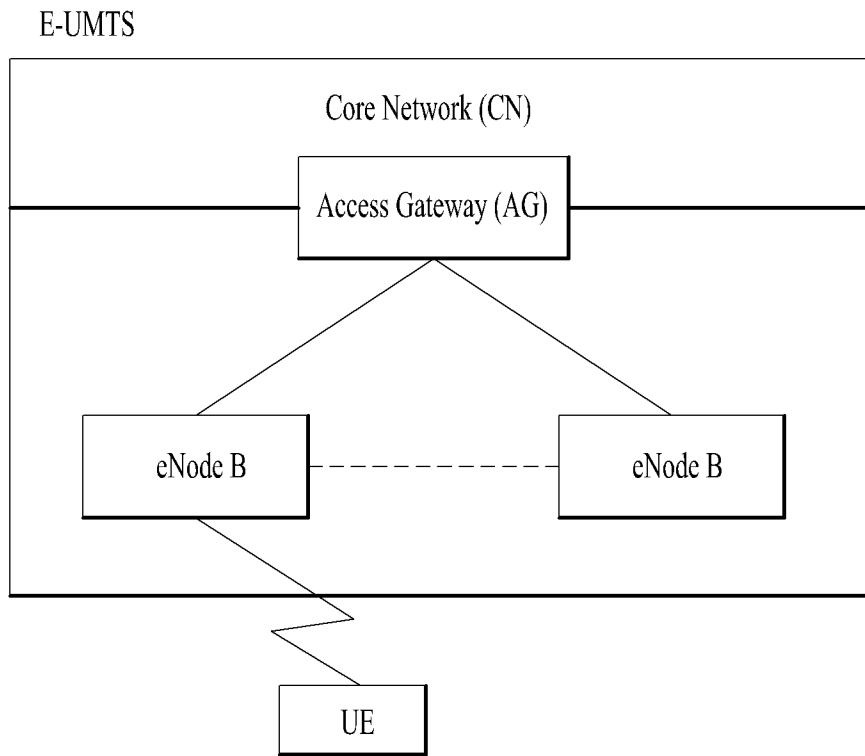 E-UMTS
Core Network (CN)
Access Gateway (AG)
eNode B
eNode B
UE